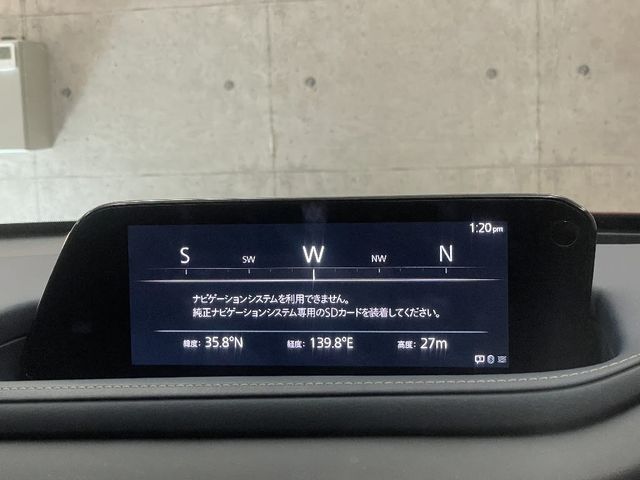 1:20 pm
S SW W NW N
ナビゲーションシステムを利用できません。
純正ナビゲーションシステム専用のSDカードを装着してください。
緯度: 35.8°N 経度: 139.8°E 高度: 27m